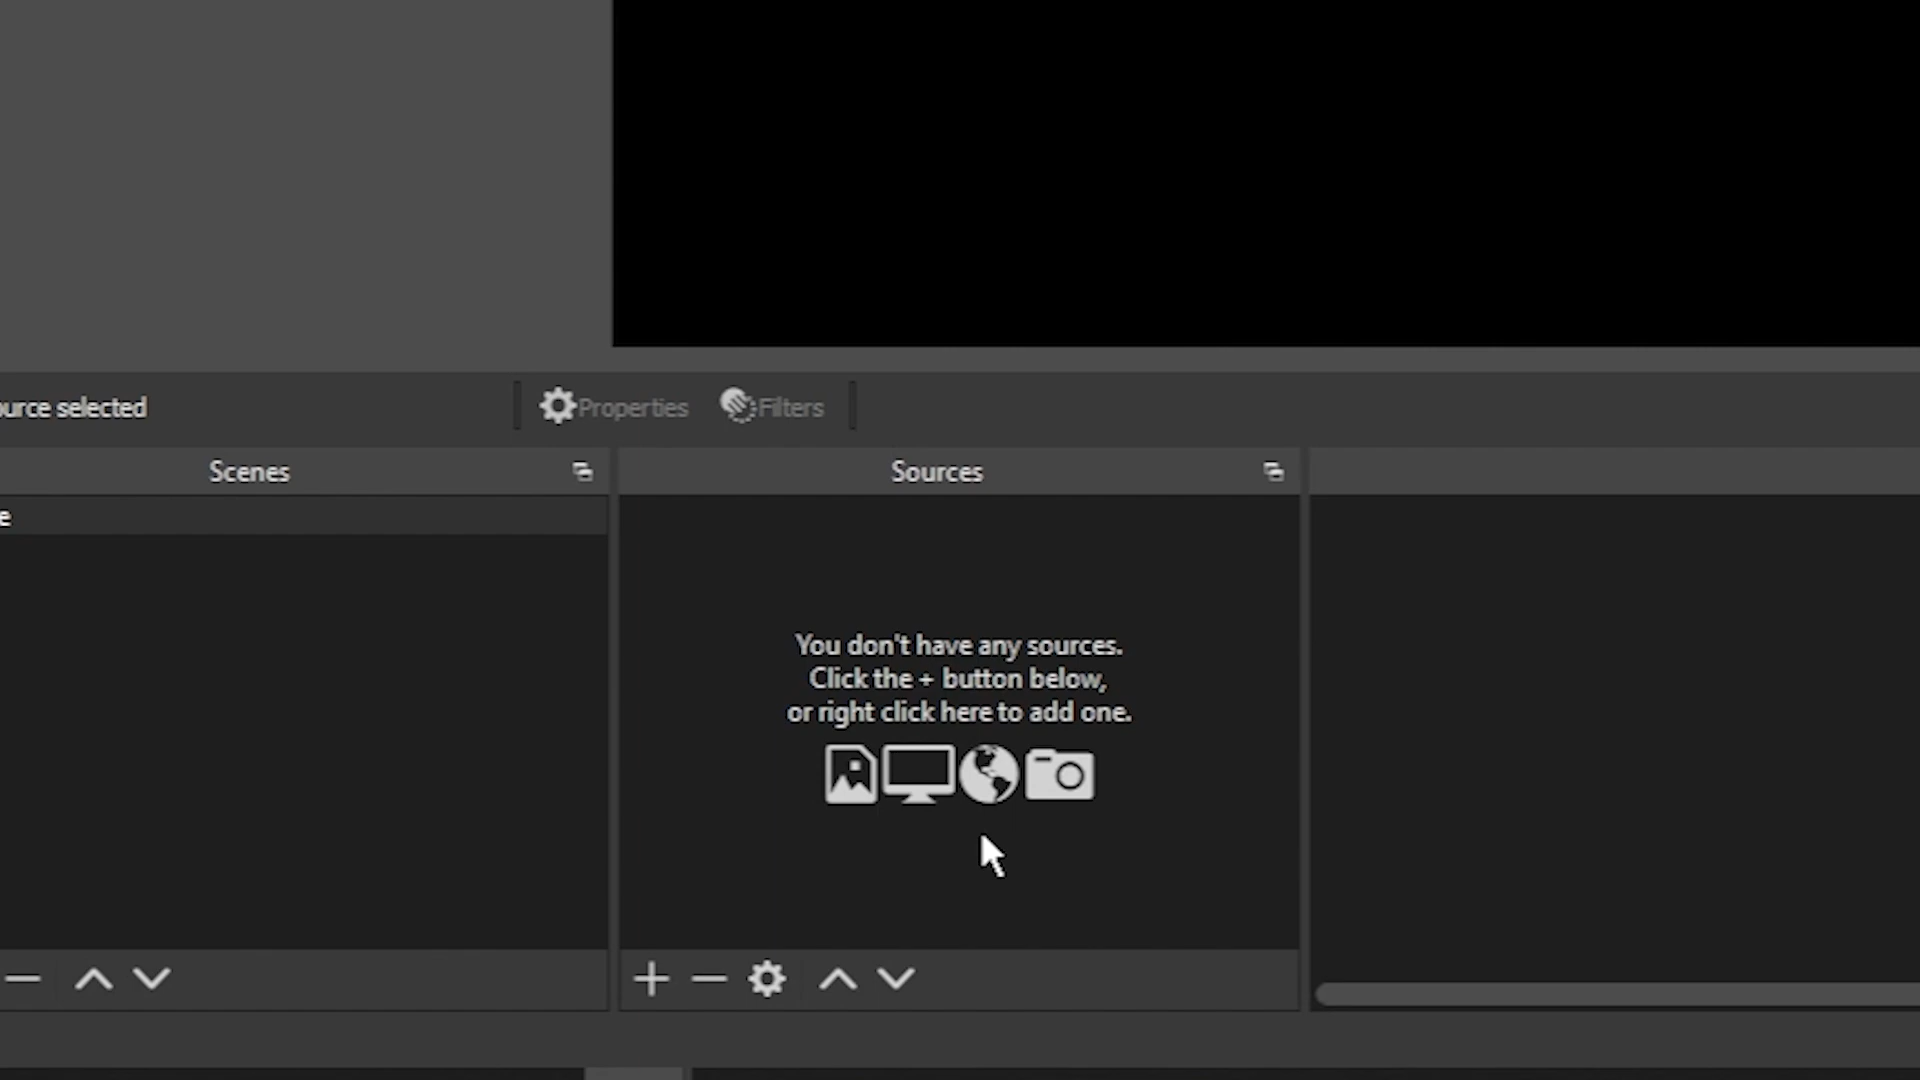 selected
Properties
Filters
Scenes
Sources
You don't have any sources.
Click the + button below,
or right click here to add one.